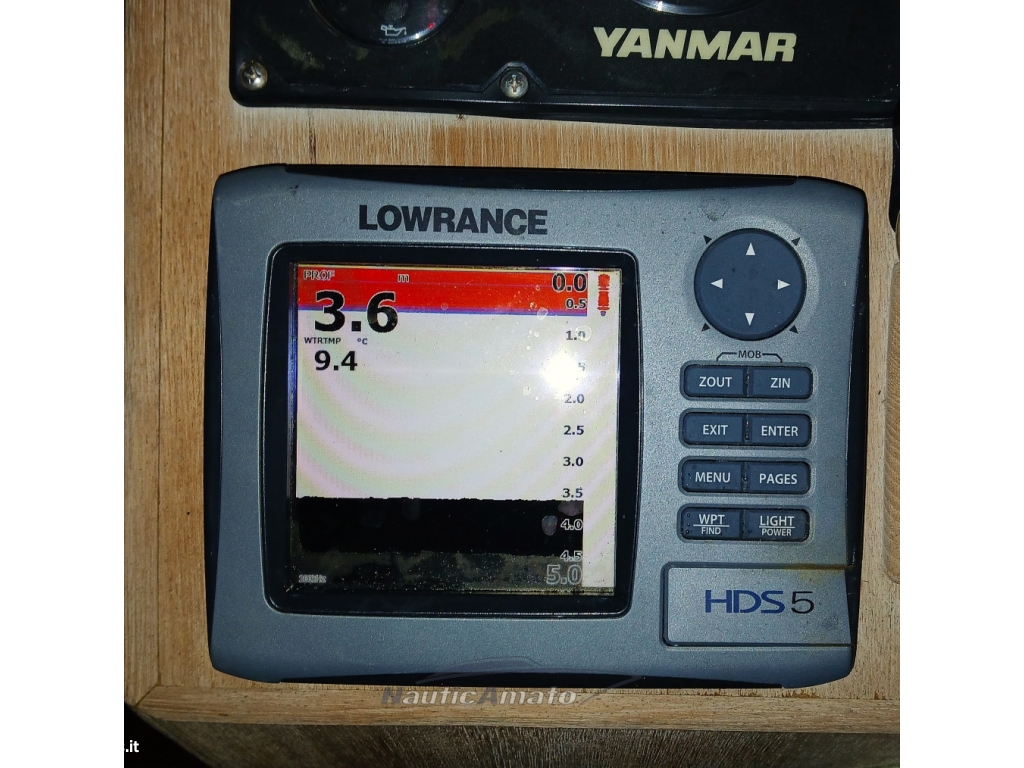 YANMAR
LOWRANCE
PROF m 0.0
3.6 0.5
WTRTMP °C
9.4
2.0
2.5
3.0
3.5
4.0
4.5
5.0
200kHz
MOB
ZOUT ZIN
EXIT ENTER
MENU PAGES
WPT LIGHT
FIND POWER
HDS5
NauticAmato
s.it